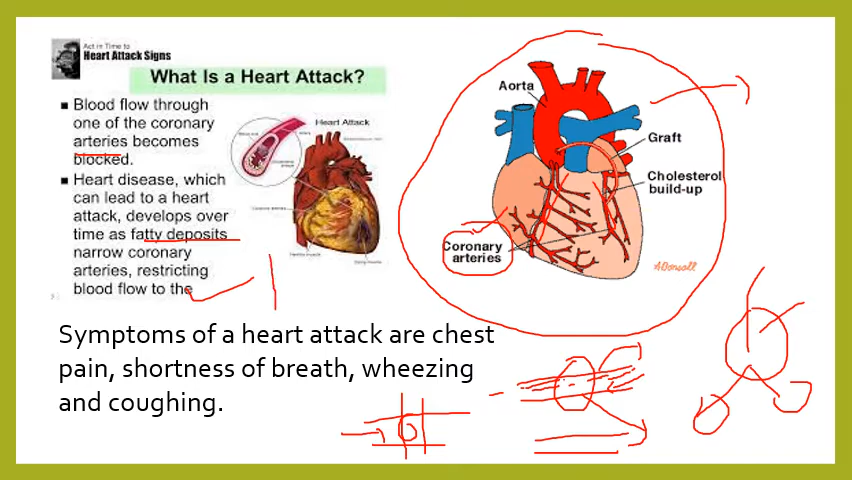 Act in Time to
Heart Attack Signs
What Is a Heart Attack?
Blood flow through
one of the coronary
arteries becomes
blocked.
Heart disease, which
can lead to a heart
attack, develops over
time as fatty deposits
narrow coronary
arteries, restricting
blood flow to the
Heart Attack
Aorta
Graft
Cholesterol
build-up
Coronary
arteries
Symptoms of a heart attack are chest
pain, shortness of breath, wheezing
and coughing.